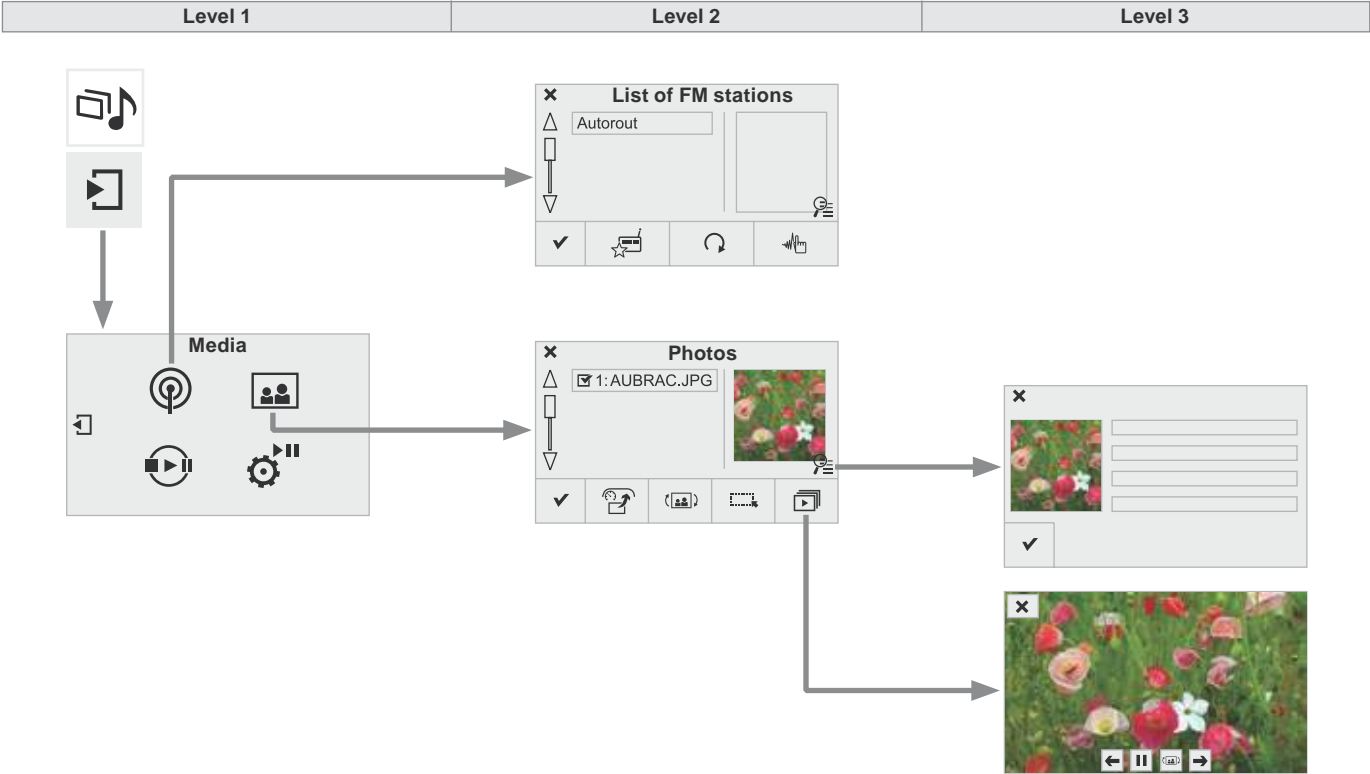 Level 1
Level 2
Level 3
List of FM stations
Autorout
Media
Photos
1: AUBRAC.JPG